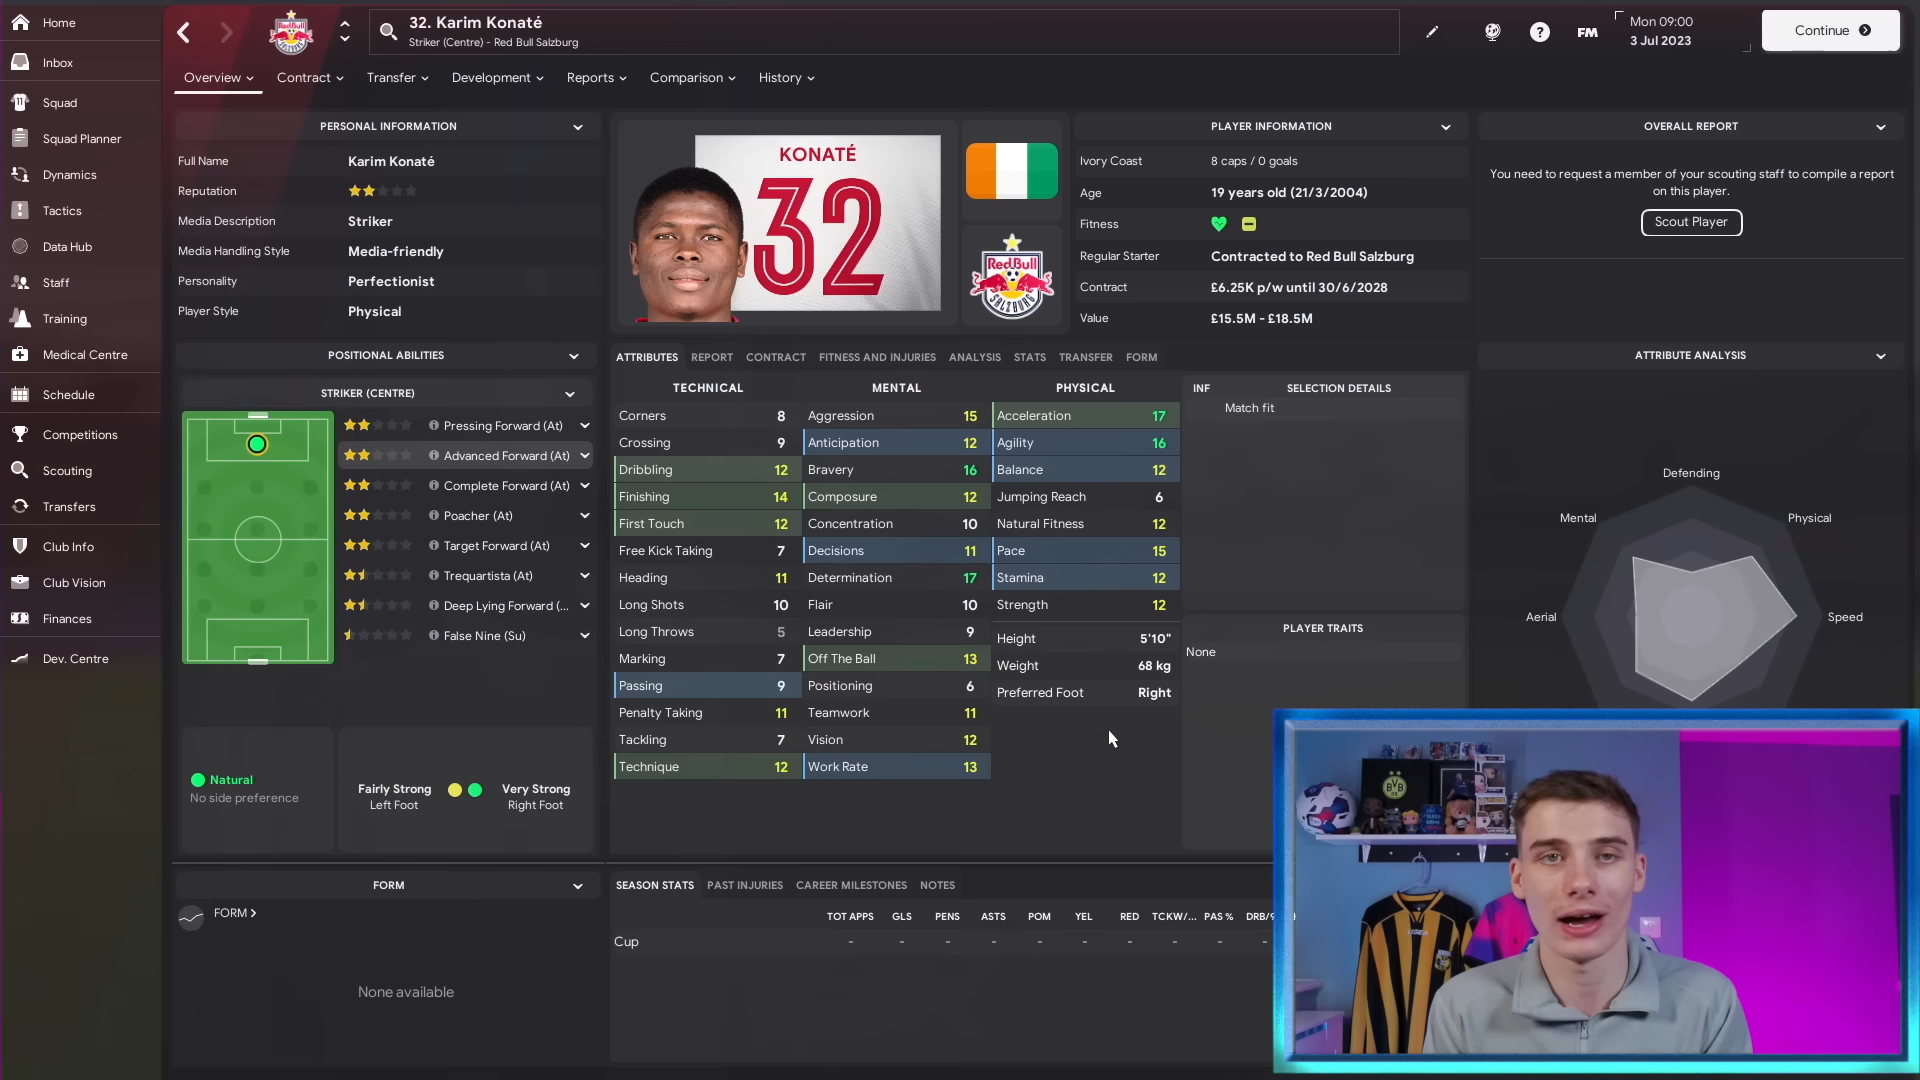 Home
Inbox
Squad
Squad Planner
Dynamics
Tactics
Data Hub
Staff
Training
Medical Centre
Schedule
Competitions
Scouting
Transfers
Club Info
Club Vision
Finances
Dev. Centre
32. Karim Konaté
Striker (Centre) - Red Bull Salzburg
FM
Mon 09:00
3 Jul 2023
Continue
Overview Contract Transfer Development Reports Comparison History
PERSONAL INFORMATION
Full Name Karim Konaté
Reputation
Media Description Striker
Media Handling Style Media-friendly
Personality Perfectionist
Player Style Physical
KONATÉ
32
RedBull
SALZBURG
PLAYER INFORMATION
Ivory Coast 8 caps / 0 goals
Age 19 years old (21/3/2004)
Fitness
Regular Starter Contracted to Red Bull Salzburg
Contract £6.25K p/w until 30/6/2028
Value £15.5M - £18.5M
OVERALL REPORT
You need to request a member of your scouting staff to compile a report
on this player.
Scout Player
POSITIONAL ABILITIES
STRIKER (CENTRE)
Pressing Forward (At)
Advanced Forward (At)
Complete Forward (At)
Poacher (At)
Target Forward (At)
Trequartista (At)
Deep Lying Forward (...
False Nine (Su)
Natural
No side preference
Fairly Strong
Left Foot
Very Strong
Right Foot
ATTRIBUTES REPORT CONTRACT FITNESS AND INJURIES ANALYSIS STATS TRANSFER FORM
TECHNICAL
Corners 8
Crossing 9
Dribbling 12
Finishing 14
First Touch 12
Free Kick Taking 7
Heading 11
Long Shots 10
Long Throws 5
Marking 7
Passing 9
Penalty Taking 11
Tackling 7
Technique 12
MENTAL
Aggression 15
Anticipation 12
Bravery 16
Composure 12
Concentration 10
Decisions 11
Determination 17
Flair 10
Leadership 9
Off The Ball 13
Positioning 6
Teamwork 11
Vision 12
Work Rate 13
PHYSICAL
Acceleration 17
Agility 16
Balance 12
Jumping Reach 6
Natural Fitness 12
Pace 15
Stamina 12
Strength 12
Height 5'10"
Weight 68 kg
Preferred Foot Right
INF SELECTION DETAILS
Match fit
PLAYER TRAITS
None
ATTRIBUTE ANALYSIS
Defending
Mental
Physical
Aerial
Speed
FORM
FORM
None available
SEASON STATS PAST INJURIES CAREER MILESTONES NOTES
TOT APPS GLS PENS ASTS POM YEL RED TCKW/... PAS %
Cup - - - - - - - - - -
BVB
09